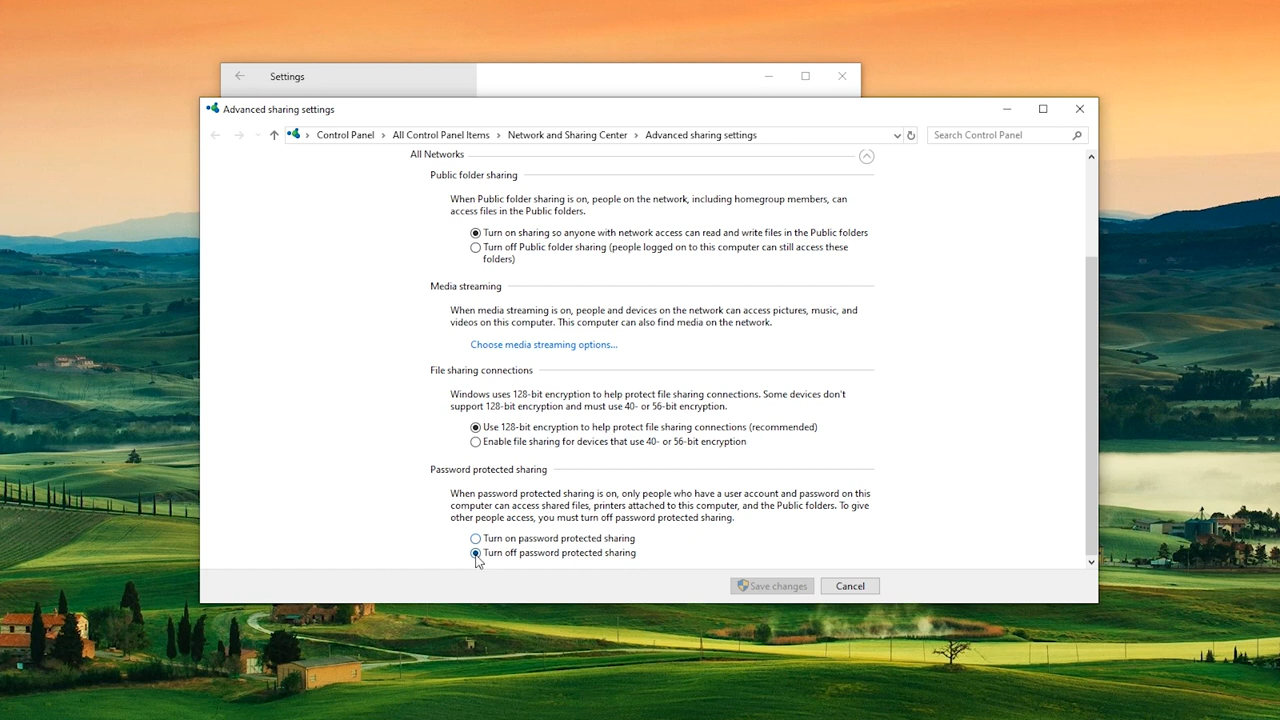 Settings
Advanced sharing settings
Control Panel > All Control Panel Items > Network and Sharing Center > Advanced sharing settings
Search Control Panel
All Networks
Public folder sharing
When Public folder sharing is on, people on the network, including homegroup members, can
access files in the Public folders.
Turn on sharing so anyone with network access can read and write files in the Public folders
Turn off Public folder sharing (people logged on to this computer can still access these
folders)
Media streaming
When media streaming is on, people and devices on the network can access pictures, music, and
videos on this computer. This computer can also find media on the network.
Choose media streaming options...
File sharing connections
Windows uses 128-bit encryption to help protect file sharing connections. Some devices don't
support 128-bit encryption and must use 40- or 56-bit encryption.
Use 128-bit encryption to help protect file sharing connections (recommended)
Enable file sharing for devices that use 40- or 56-bit encryption
Password protected sharing
When password protected sharing is on, only people who have a user account and password on this
computer can access shared files, printers attached to this computer, and the Public folders. To give
other people access, you must turn off password protected sharing.
Turn on password protected sharing
Turn off password protected sharing
Save changes
Cancel